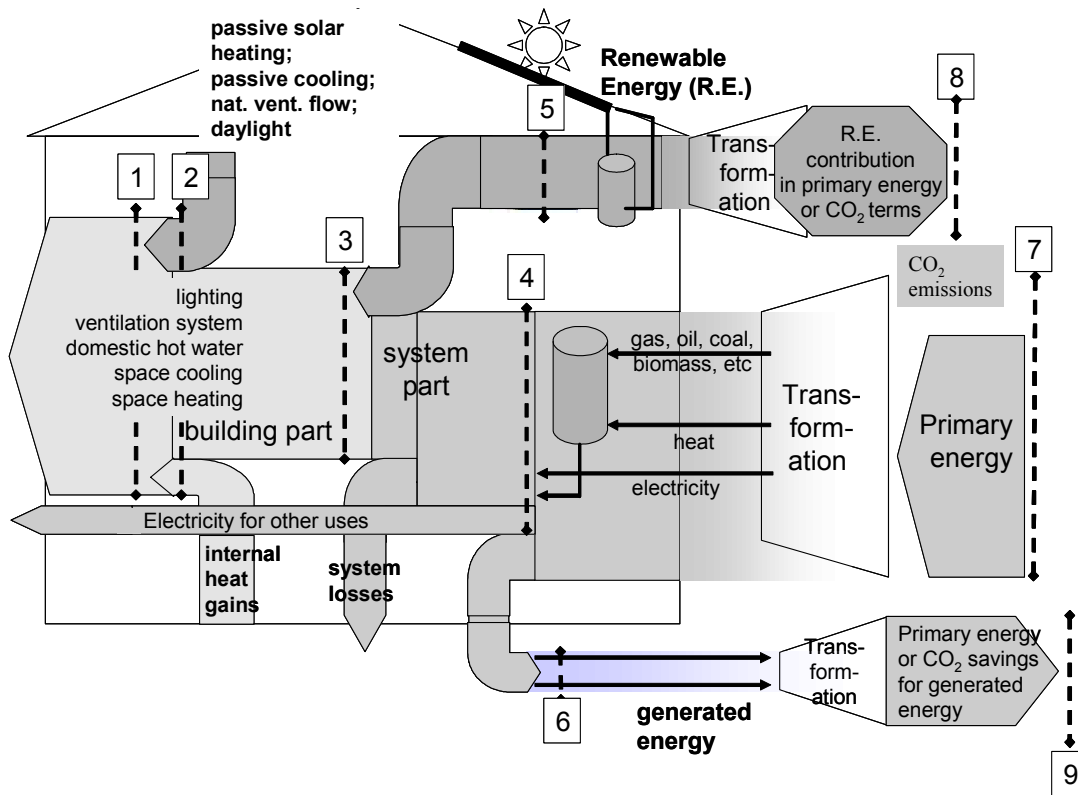 passive solar
heating;
passive cooling;
nat. vent. flow;
daylight
Renewable
Energy (R.E.)
8
5
Trans-
form-
ation
R.E.
contribution
in primary energy
or CO₂ terms
1
2
3
4
7
CO₂
emissions
lighting
ventilation system
domestic hot water
space cooling
space heating
building part
system
part
gas, oil, coal,
biomass, etc
heat
electricity
Trans-
form-
ation
Primary
energy
Electricity for other uses
internal
heat
gains
system
losses
6
generated
energy
Trans-
form-
ation
Primary energy
or CO₂ savings
for generated
energy
9